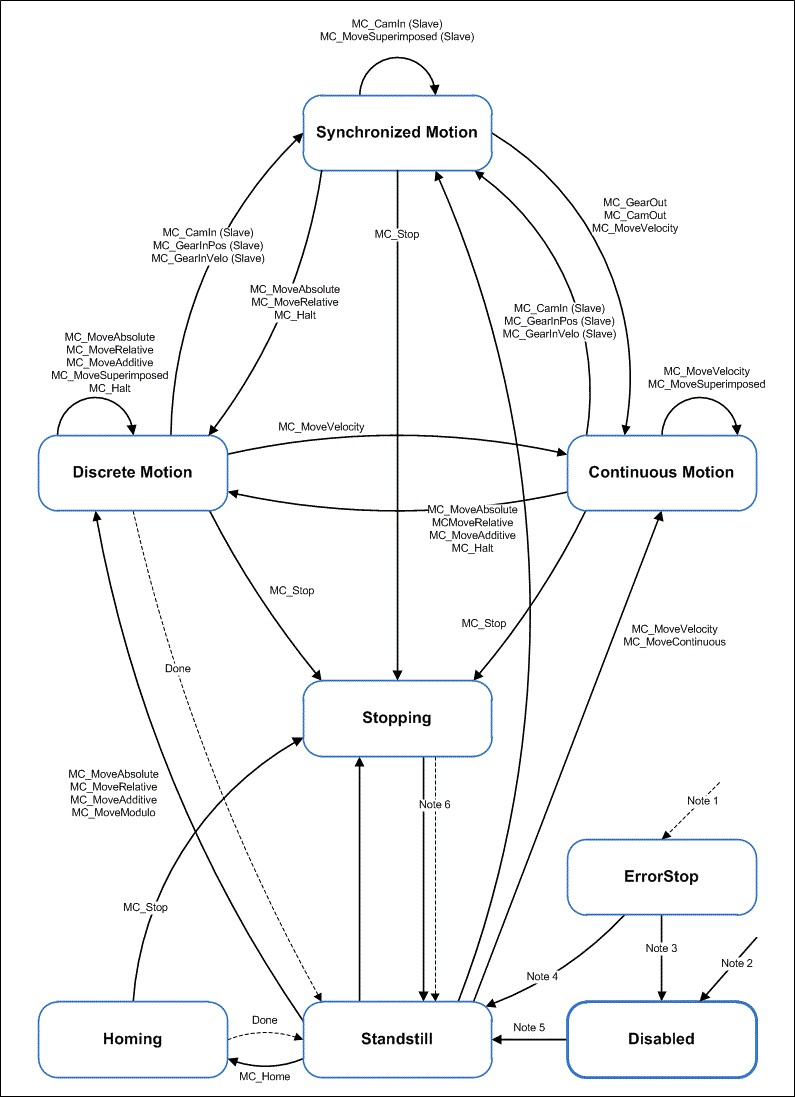 MC_CamIn (Slave)
MC_MoveSuperimposed (Slave)
Synchronized Motion
MC_GearOut
MC_CamOut
MC_MoveVelocity
MC_CamIn (Slave)
MC_GearInPos (Slave)
MC_GearInVelo (Slave)
MC_Stop
MC_MoveAbsolute
MC_MoveRelative
MC_Halt
MC_CamIn (Slave)
MC_GearInPos (Slave)
MC_GearInVelo (Slave)
MC_MoveAbsolute
MC_MoveRelative
MC_MoveAdditive
MC_MoveSuperimposed
MC_Halt
MC_MoveVelocity
MC_MoveSuperimposed
MC_MoveVelocity
Discrete Motion
Continuous Motion
MC_MoveAbsolute
MCMoveRelative
MC_MoveAdditive
MC_Halt
MC_Stop
MC_Stop
MC_MoveVelocity
MC_MoveContinuous
Done
Stopping
MC_MoveAbsolute
MC_MoveRelative
MC_MoveAdditive
MC_MoveModulo
Note 6
Note 1
ErrorStop
MC_Stop
Note 3
Note 2
Note 4
Homing
Done
Standstill
Note 5
Disabled
MC_Home